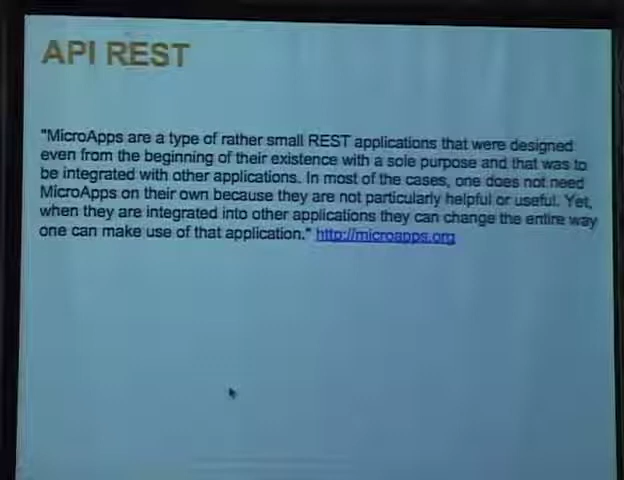 API REST
"MicroApps are a type of rather small REST applications that were designed
even from the beginning of their existence with a sole purpose and that was to
be integrated with other applications. In most of the cases, one does not need
MicroApps on their own because they are not particularly helpful or useful. Yet,
when they are integrated into other applications they can change the entire way
one can make use of that application." http://microapps.org